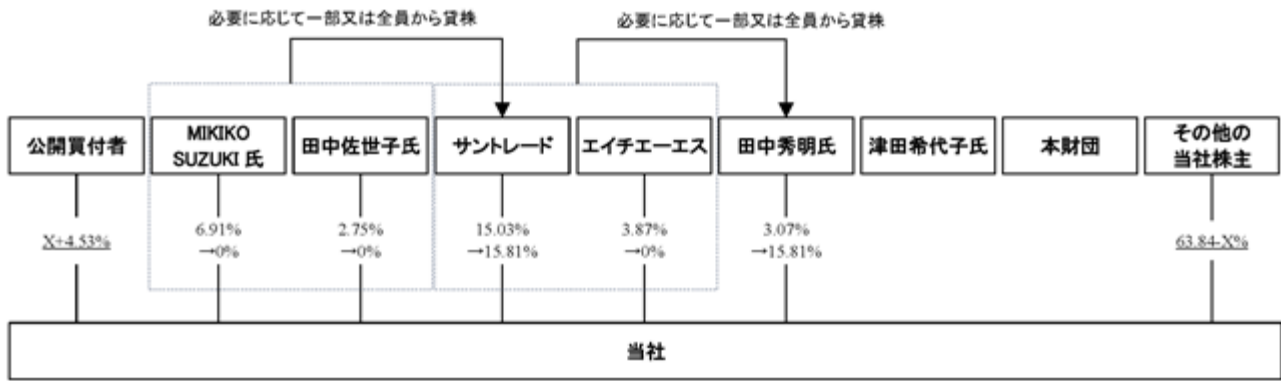 必要に応じて一部又は全員から貸株
必要に応じて一部又は全員から貸株
公開買付者
MIKIKO
SUZUKI 氏
田中佐世子氏
サントレード
エイチエーエス
田中秀明氏
津田希代子氏
本財団
その他の
当社株主
X+4.53%
6.91%
→0%
2.75%
→0%
15.03%
→15.81%
3.87%
→0%
3.07%
→15.81%
63.84-X%
当社